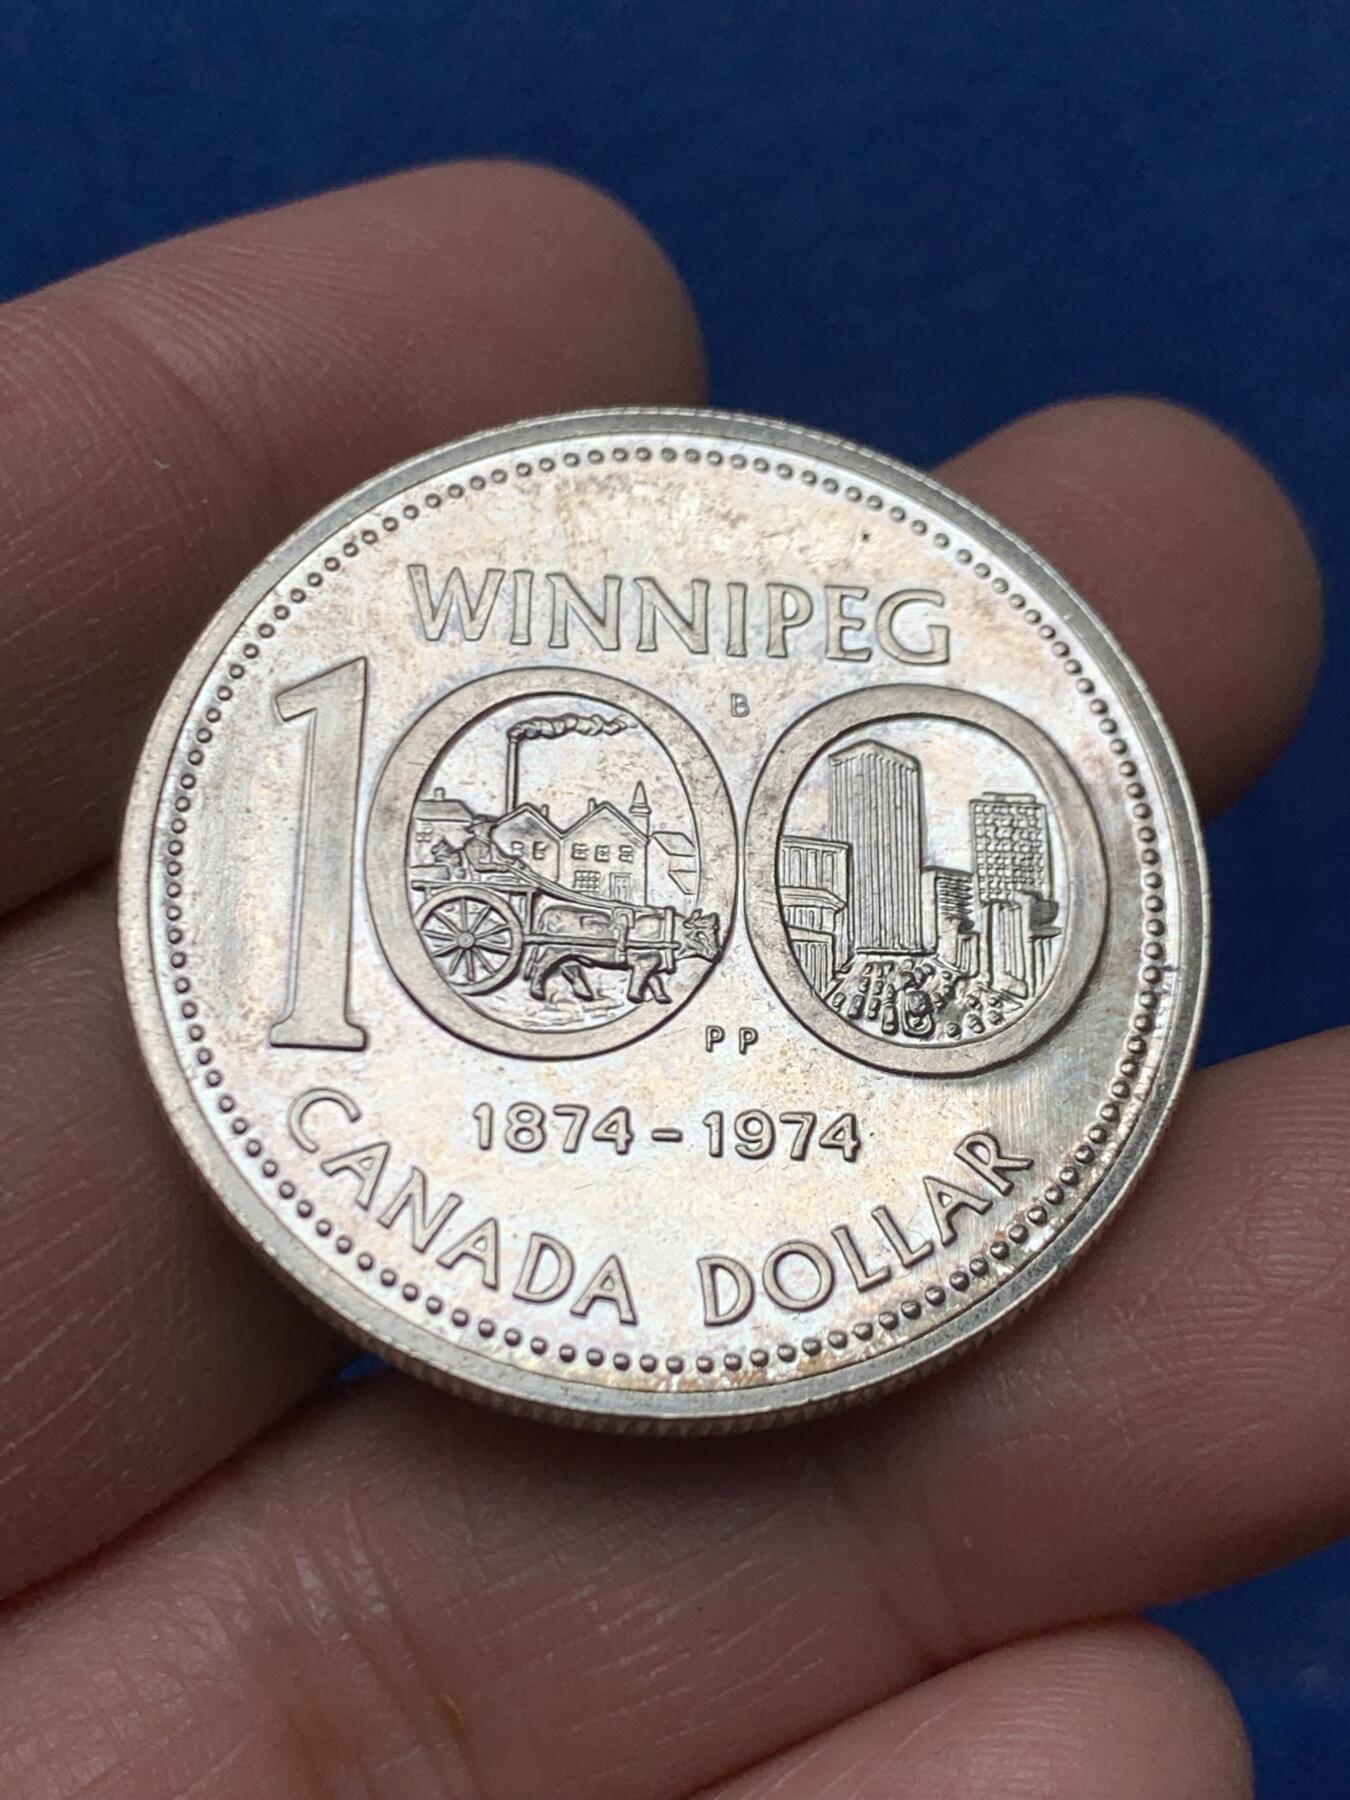 WINNIPEG
B
100
PP
1874-1974
CANADA DOLLAR